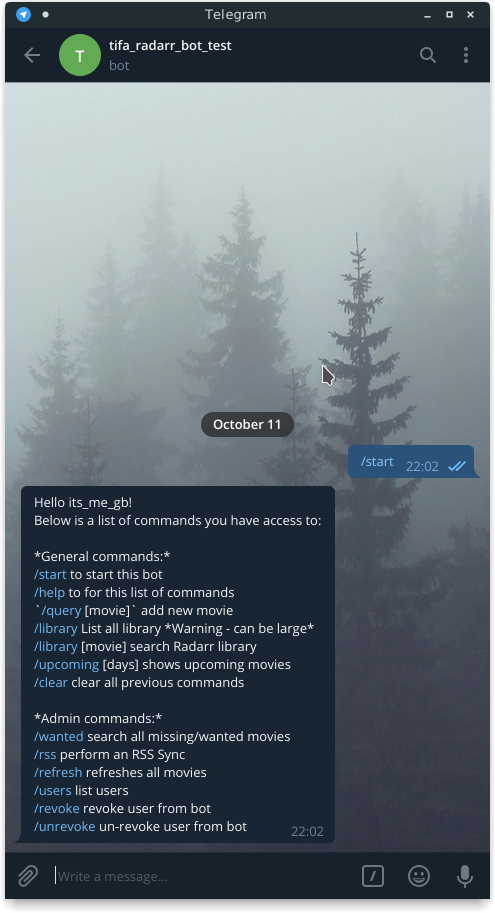 Telegram
T
tifa_radarr_bot_test
bot
October 11
/start 22:02
Hello its_me_gb!
Below is a list of commands you have access to:
*General commands:*
/start to start this bot
/help to for this list of commands
`/query [movie]` add new movie
/library List all library *Warning - can be large*
/library [movie] search Radarr library
/upcoming [days] shows upcoming movies
/clear clear all previous commands
*Admin commands:*
/wanted search all missing/wanted movies
/rss perform an RSS Sync
/refresh refreshes all movies
/users list users
/revoke revoke user from bot
/unrevoke un-revoke user from bot
22:02
Write a message...
/